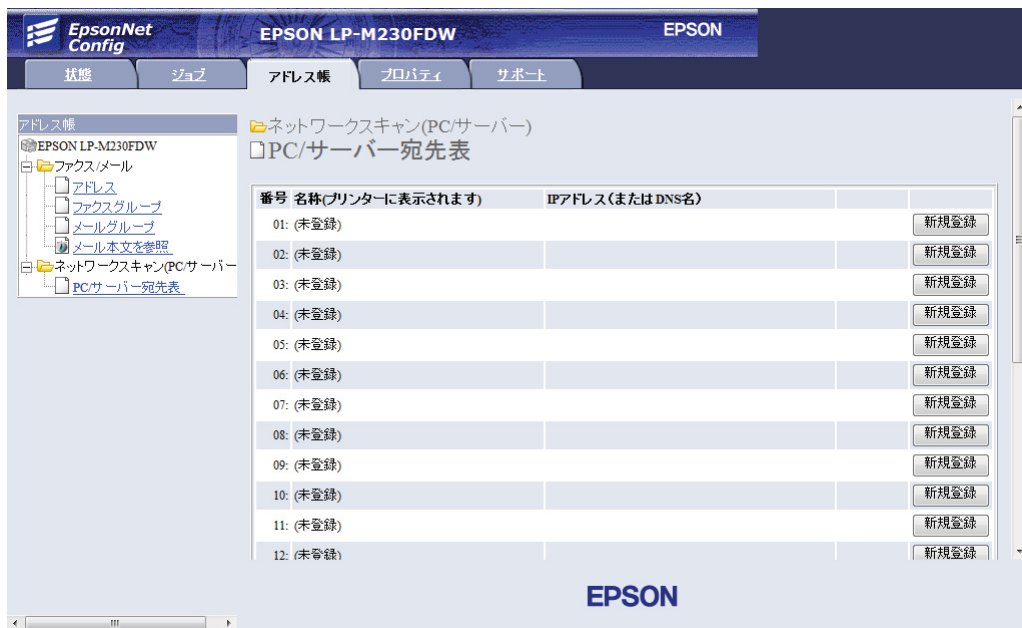 EpsonNet Config
EPSON LP-M230FDW
EPSON
状態
ジョブ
アドレス帳
プロパティ
サポート
アドレス帳
EPSON LP-M230FDW
ファクス/メール
アドレス
ファクスグループ
メールグループ
メール本文を参照
ネットワークスキャン(PC/サーバー
PC/サーバー宛先表
ネットワークスキャン(PC/サーバー)
PC/サーバー宛先表
番号 名称(プリンターに表示されます) IPアドレス(またはDNS名)
01: (未登録) 新規登録
02: (未登録) 新規登録
03: (未登録) 新規登録
04: (未登録) 新規登録
05: (未登録) 新規登録
06: (未登録) 新規登録
07: (未登録) 新規登録
08: (未登録) 新規登録
09: (未登録) 新規登録
10: (未登録) 新規登録
11: (未登録) 新規登録
12: (未登録) 新規登録
EPSON